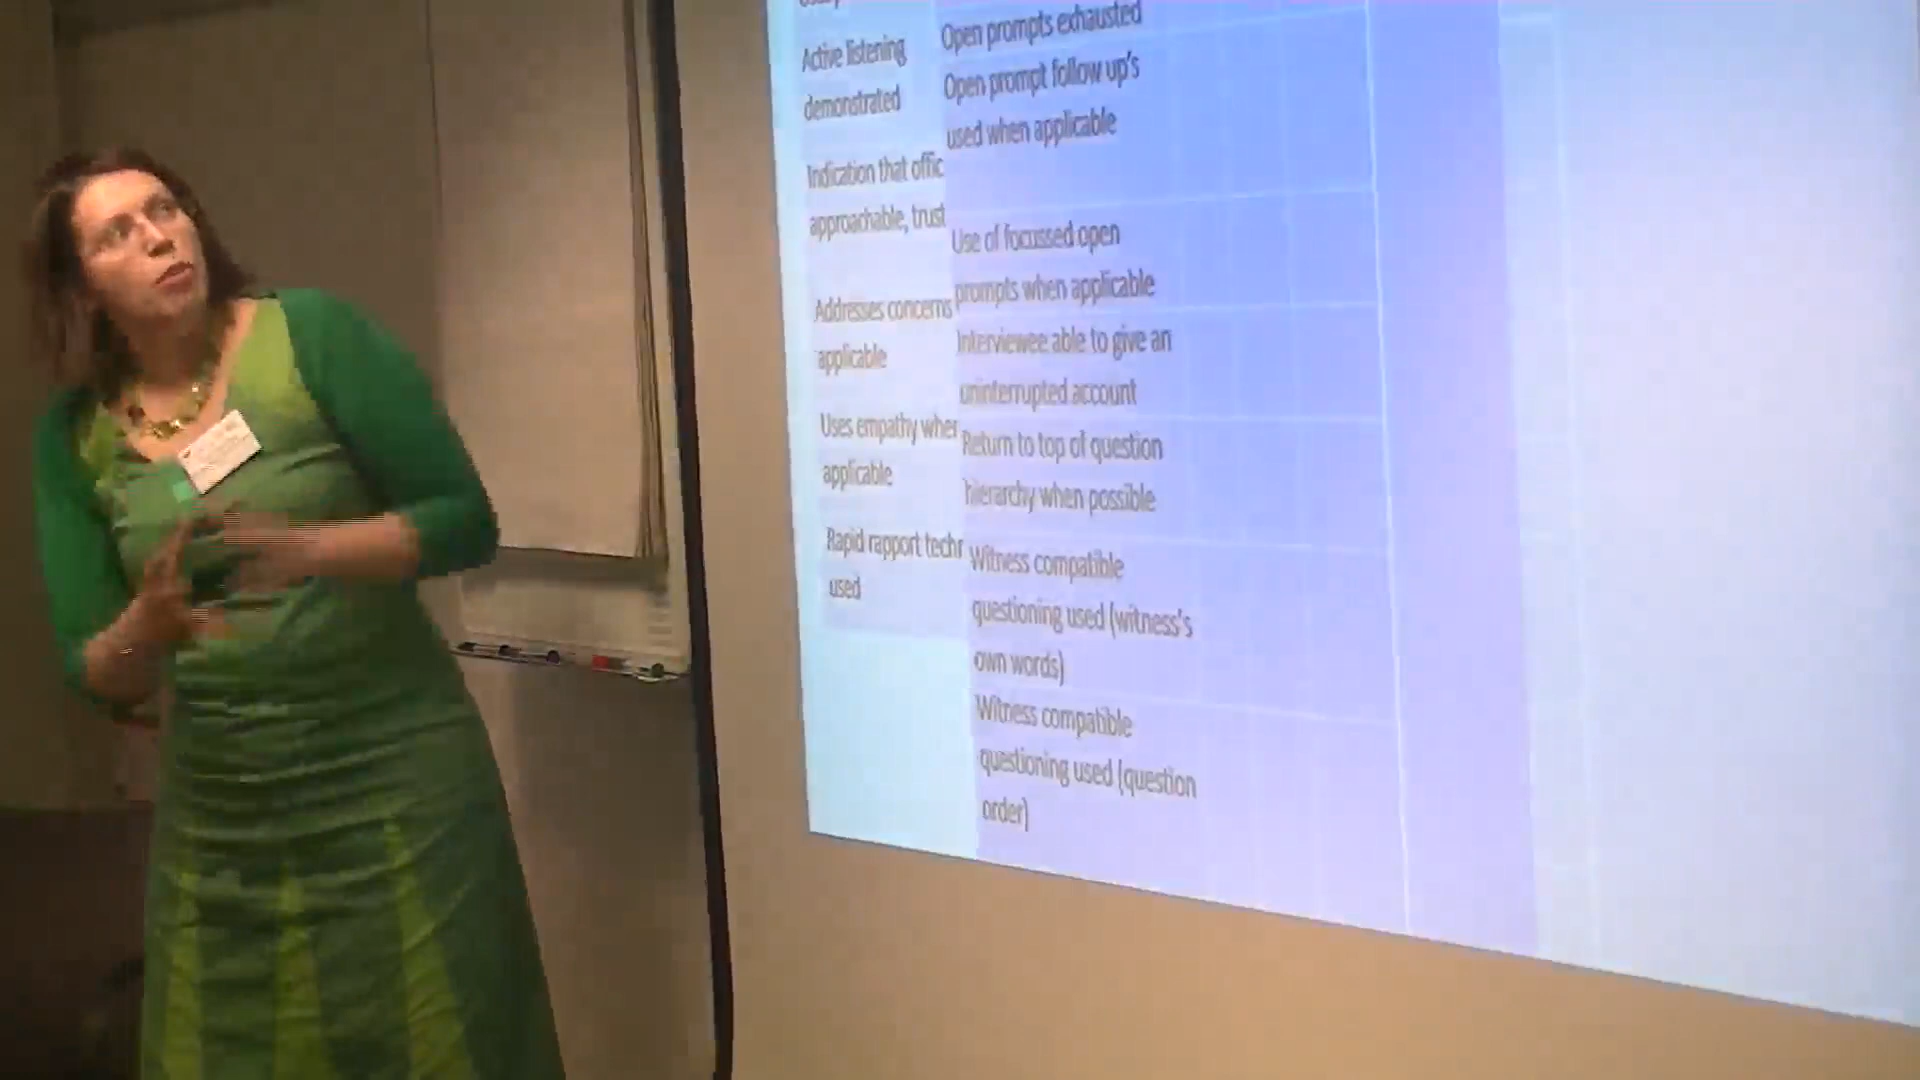 Active listening
demonstrated
Indication that offic
approachable, trust
Addresses concerns
applicable
Uses empathy wher
applicable
Rapid rapport techr
used
Open prompts exhausted
Open prompt follow up's
used when applicable
Use of focussed open
prompts when applicable
Interviewee able to give an
uninterrupted account
Return to top of question
hierarchy when possible
Witness compatible
questioning used (witness's
own words)
Witness compatible
questioning used (question
order)